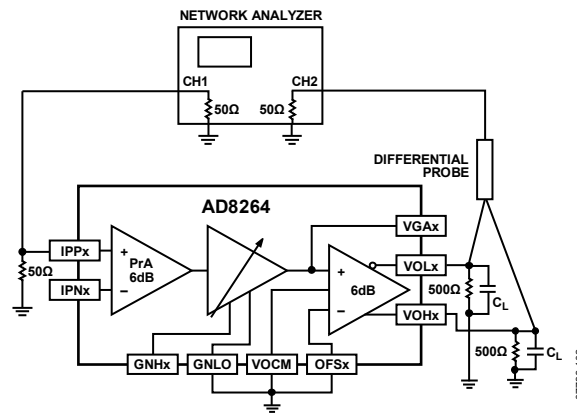 NETWORK ANALYZER
CH1
CH2
50Ω
50Ω
DIFFERENTIAL
PROBE
AD8264
VGAx
IPPx
PrA
6dB
+
−
IPNx
50Ω
+
−
6dB
VOLx
500Ω
CL
VOHx
500Ω
CL
GNHx
GNLO
VOCM
OFSx